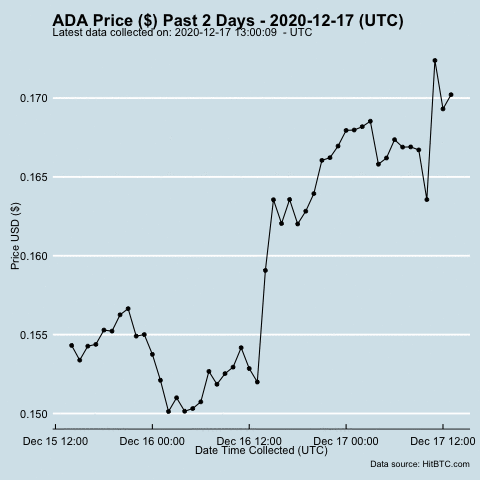 ADA Price ($) Past 2 Days - 2020-12-17 (UTC)
Latest data collected on: 2020-12-17 13:00:09  - UTC
0.170
0.165
0.160
0.155
0.150
Price USD ($)
Dec 15 12:00 Dec 16 00:00 Dec 16 12:00 Dec 17 00:00 Dec 17 12:00
Date Time Collected (UTC)
Data source: HitBTC.com